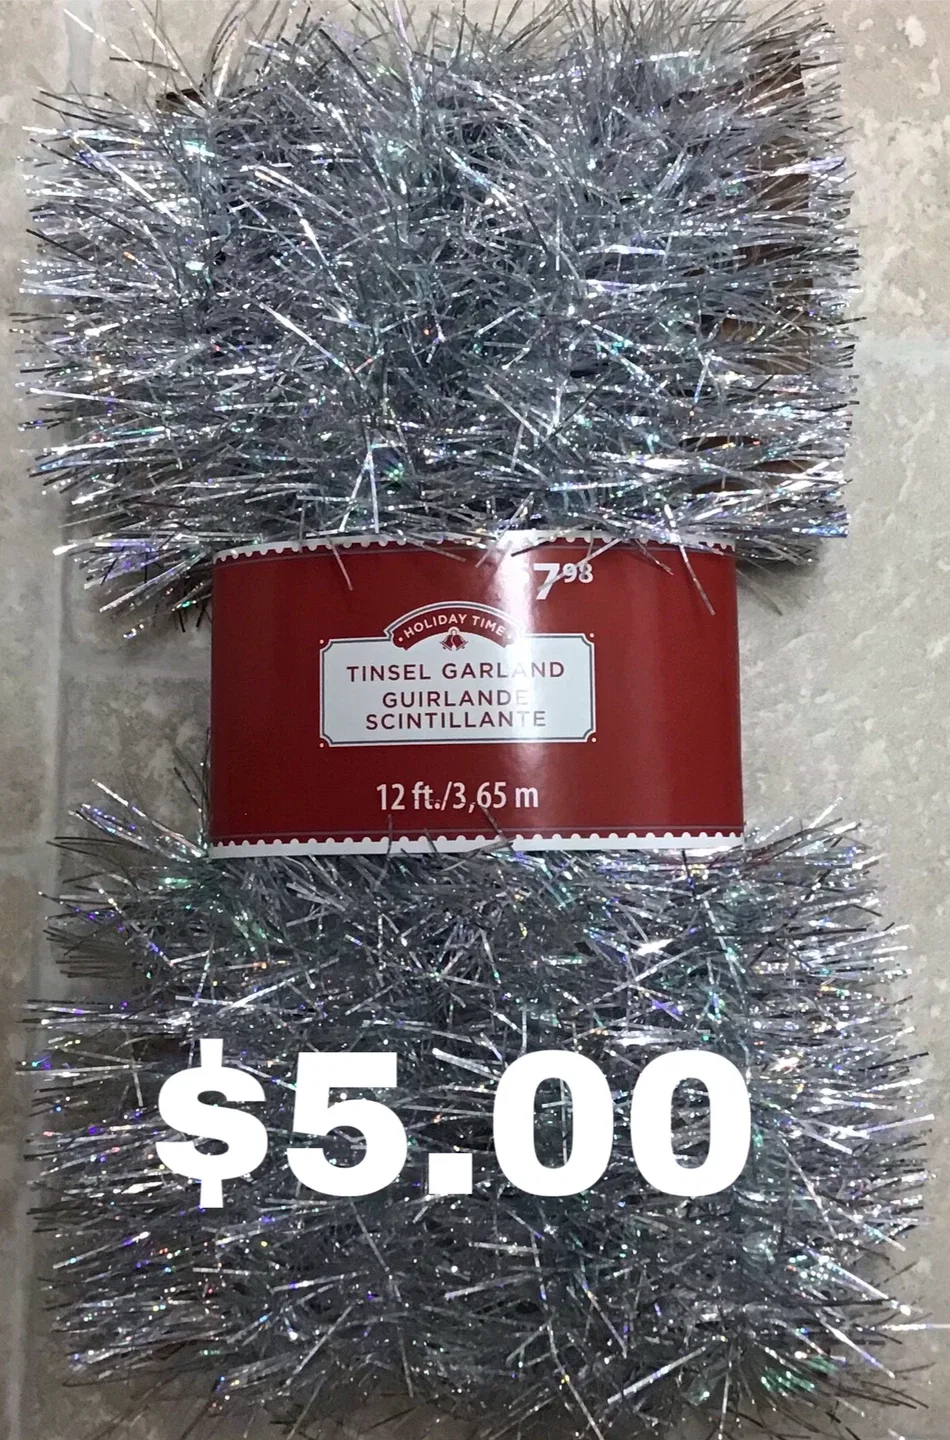 $7.98
HOLIDAY TIME
TINSEL GARLAND
GUIRLANDE
SCINTILLANTE
12 ft./3,65 m
$5.00